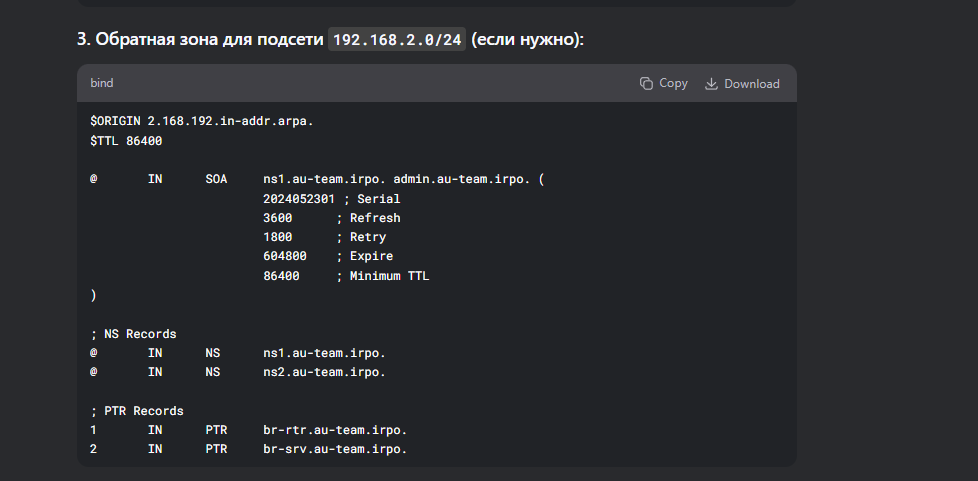 3. Обратная зона для подсети 192.168.2.0/24 (если нужно):
bind Copy Download
$ORIGIN 2.168.192.in-addr.arpa.
$TTL 86400
@ IN SOA ns1.au-team.irpo. admin.au-team.irpo. (
2024052301 ; Serial
3600 ; Refresh
1800 ; Retry
604800 ; Expire
86400 ; Minimum TTL
)
; NS Records
@ IN NS ns1.au-team.irpo.
@ IN NS ns2.au-team.irpo.
; PTR Records
1 IN PTR br-rtr.au-team.irpo.
2 IN PTR br-srv.au-team.irpo.